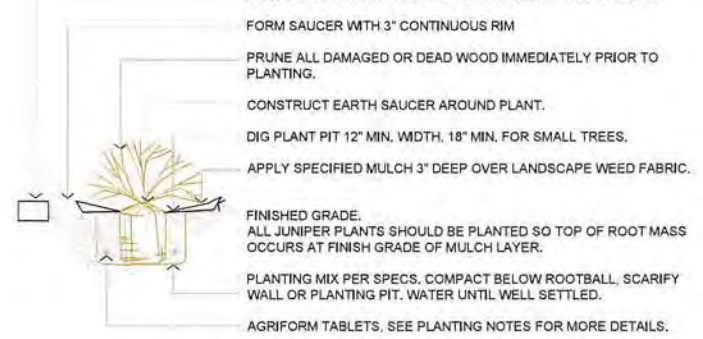 FORM SAUCER WITH 3" CONTINUOUS RIM
PRUNE ALL DAMAGED OR DEAD WOOD IMMEDIATELY PRIOR TO
PLANTING.
CONSTRUCT EARTH SAUCER AROUND PLANT.
DIG PLANT PIT 12" MIN. WIDTH, 18" MIN. FOR SMALL TREES.
APPLY SPECIFIED MULCH 3" DEEP OVER LANDSCAPE WEED FABRIC.
FINISHED GRADE.
ALL JUNIPER PLANTS SHOULD BE PLANTED SO TOP OF ROOT MASS
OCCURS AT FINISH GRADE OF MULCH LAYER.
PLANTING MIX PER SPECS. COMPACT BELOW ROOTBALL, SCARIFY
WALL OR PLANTING PIT. WATER UNTIL WELL SETTLED.
AGRIFORM TABLETS, SEE PLANTING NOTES FOR MORE DETAILS.